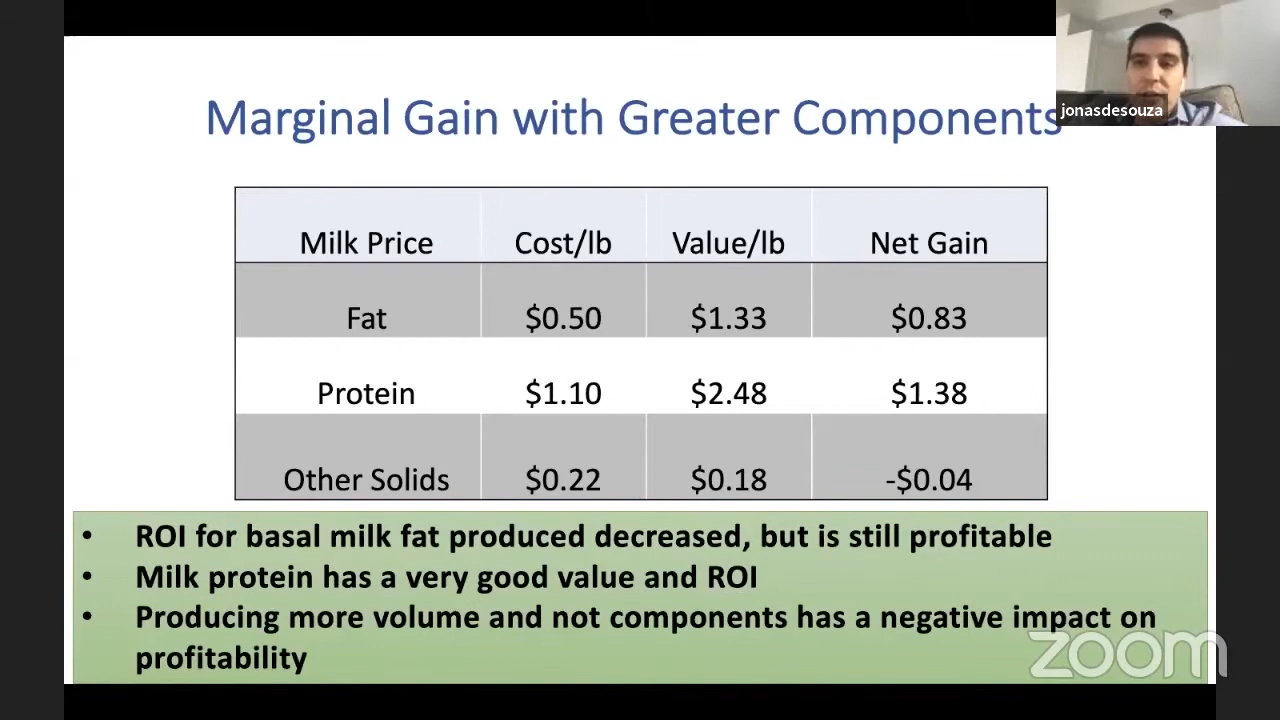 jonasdesouza
Marginal Gain with Greater Components
Milk Price Cost/lb Value/lb Net Gain
Fat $0.50 $1.33 $0.83
Protein $1.10 $2.48 $1.38
Other Solids $0.22 $0.18 -$0.04
• ROI for basal milk fat produced decreased, but is still profitable
• Milk protein has a very good value and ROI
• Producing more volume and not components has a negative impact on
profitability
zoom